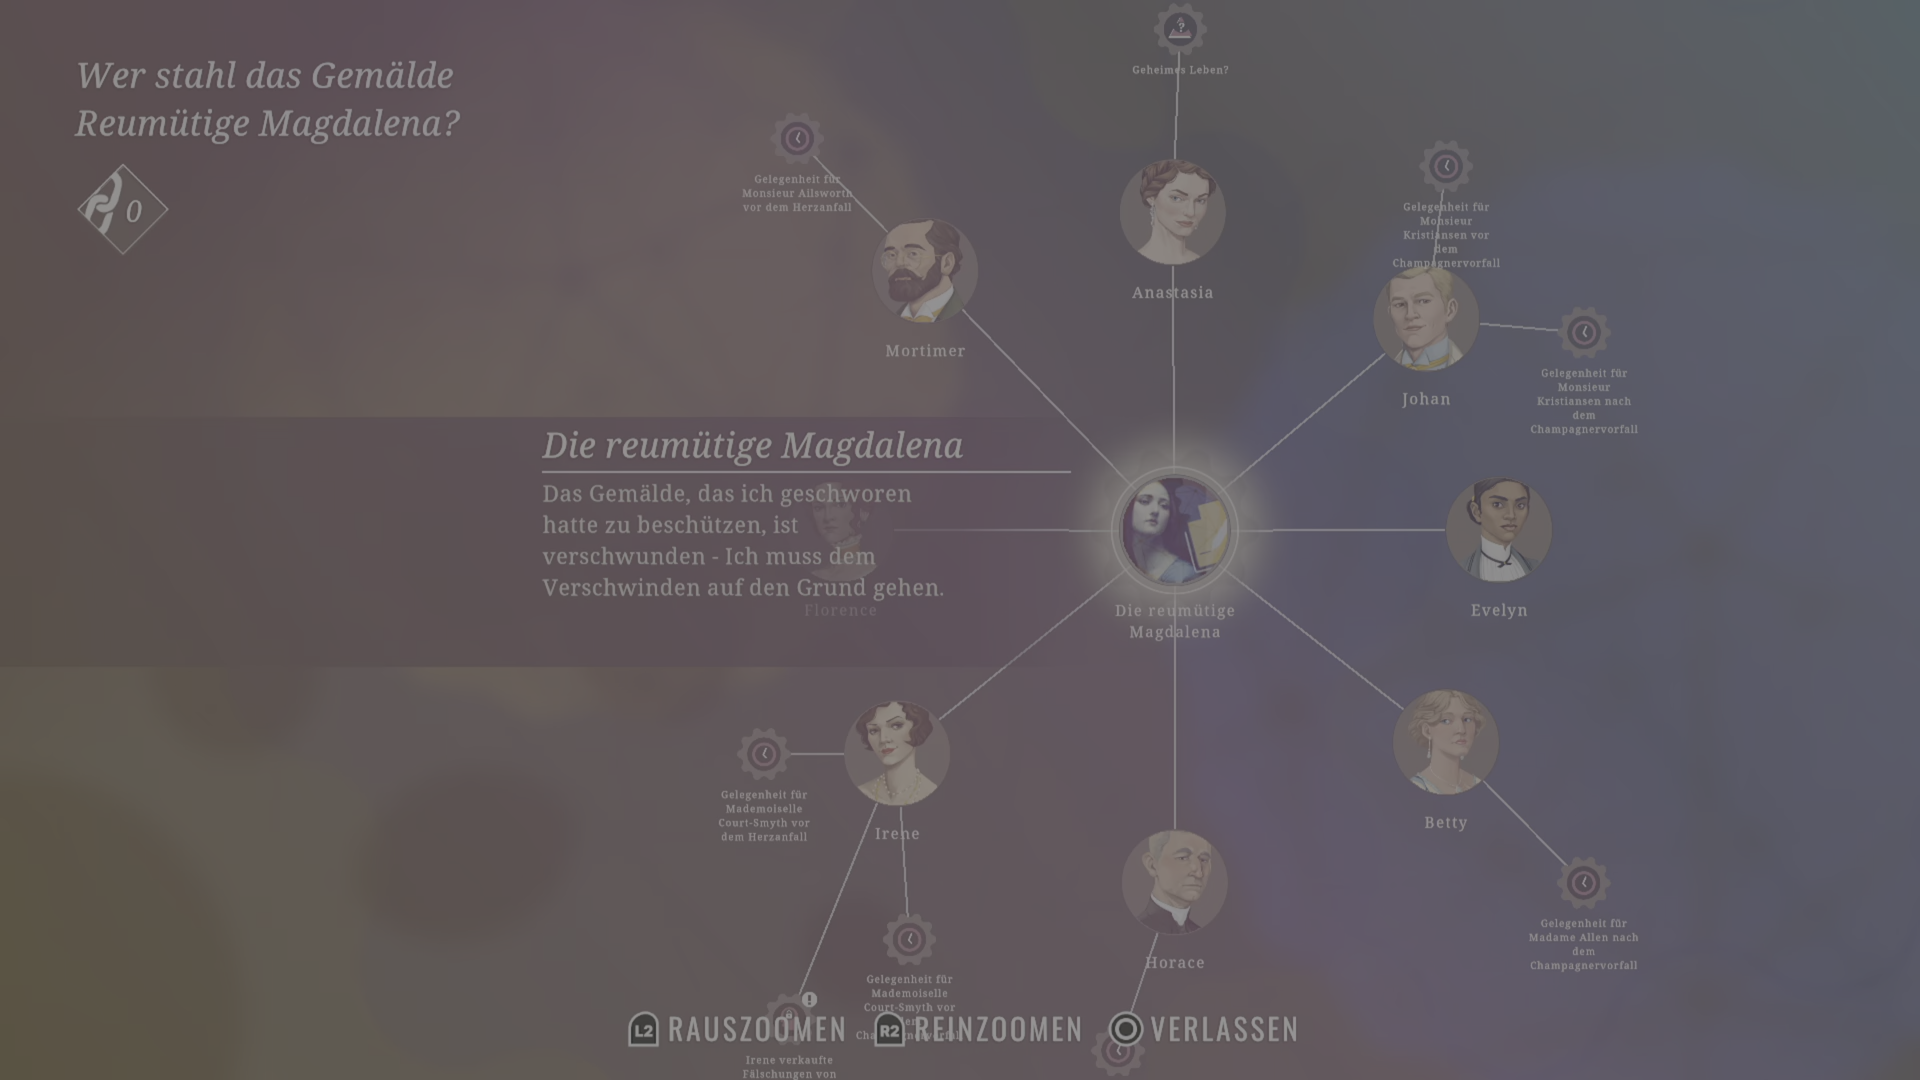 Wer stahl das Gemälde
Reumütige Magdalena?
0
Geheimes Leben?
Gelegenheit für
Monsieur Ailsworth
vor dem Herzanfall
Mortimer
Anastasia
Gelegenheit für
Monsieur
Kristiansen vor
dem
Champagnervorfall
Johan
Gelegenheit für
Monsieur
Kristiansen nach
dem
Champagnervorfall
Die reumütige Magdalena
Das Gemälde, das ich geschworen
hatte zu beschützen, ist
verschwunden - Ich muss dem
Verschwinden auf den Grund gehen.
Florence
Die reumütige
Magdalena
Evelyn
Gelegenheit für
Mademoiselle
Court-Smyth vor
dem Herzanfall
Irene
Betty
Gelegenheit für
Madame Allen nach
dem
Champagnervorfall
Horace
Gelegenheit für
Mademoiselle
Court-Smyth vor
Irene verkaufte
Fälschungen von
L2 RAUSZOOMEN R2 REINZOOMEN VERLASSEN